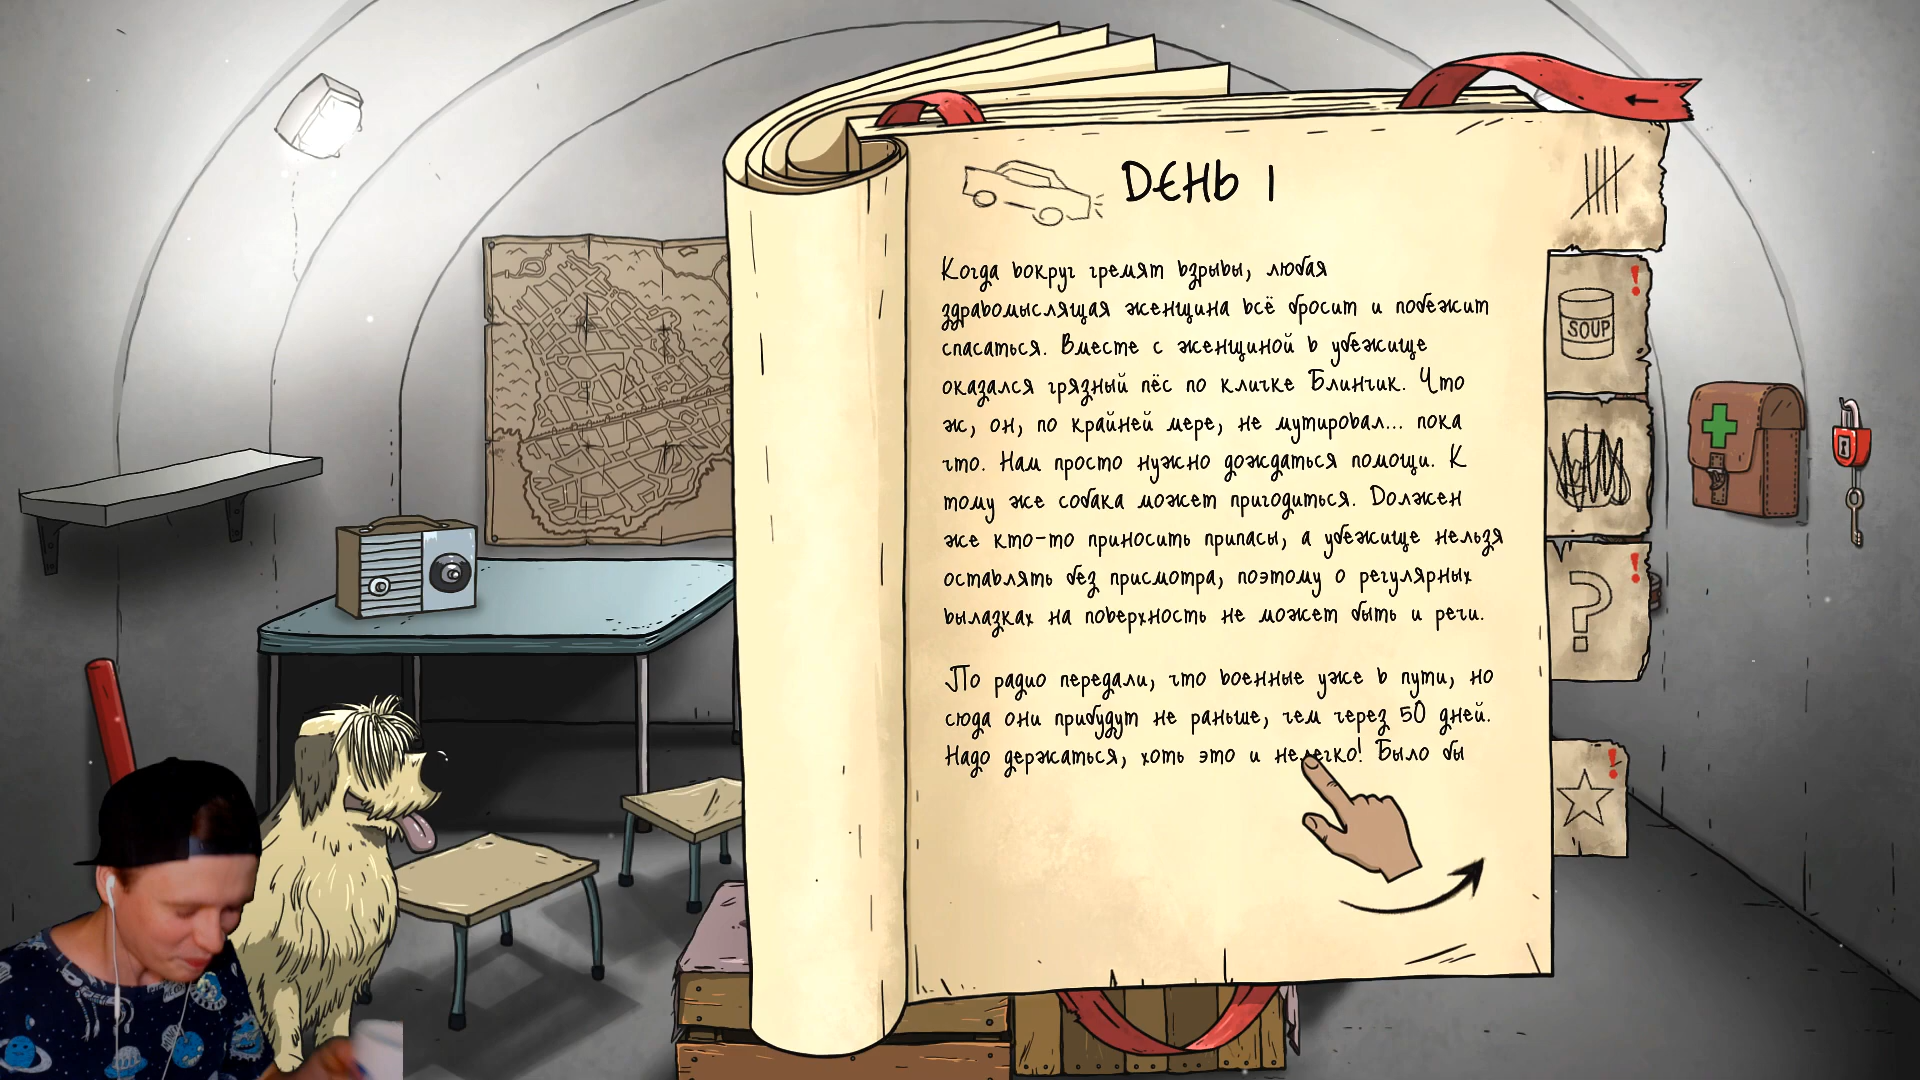 ДЕНЬ 1
Когда вокруг гремят взрывы, любая
здравомыслящая женщина всё бросит и побежит
спасаться. Вместе с женщиной в убежище
оказался грязный пёс по кличке Блинчик. Что
ж, он, по крайней мере, не мутировал... пока
что. Нам просто нужно дождаться помощи. К
тому же собака может пригодиться. Должен
же кто-то приносить припасы, а убежище нельзя
оставлять без присмотра, поэтому о регулярных
вылазках на поверхность не может быть и речи.
По радио передали, что военные уже в пути, но
сюда они прибудут не раньше, чем через 50 дней.
Надо держаться, хоть это и нелегко! Было бы
SOUP
!
?
!
!